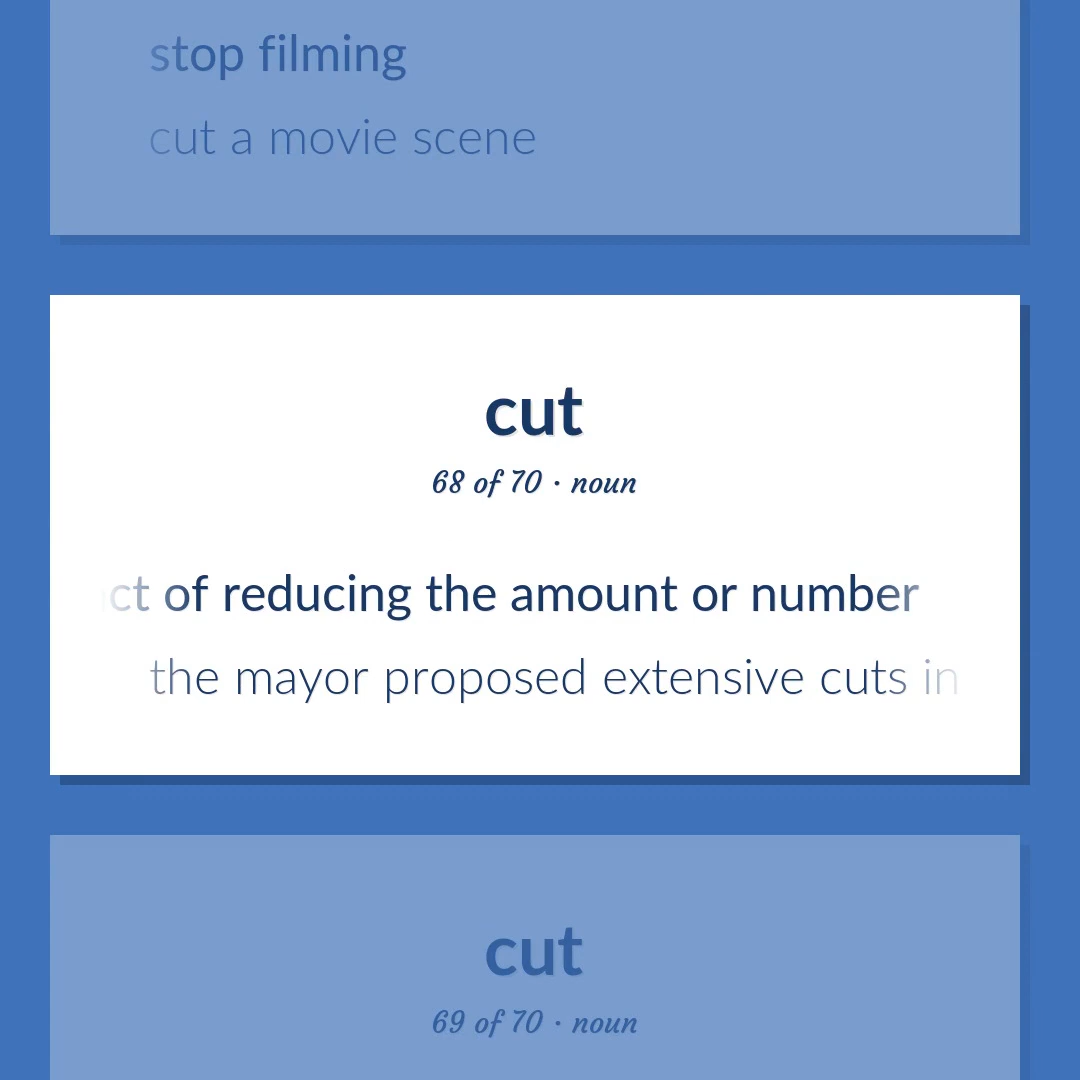 stop filming
cut a movie scene
cut
68 of 70 · noun
ct of reducing the amount or number
the mayor proposed extensive cuts in
cut
69 of 70 · noun